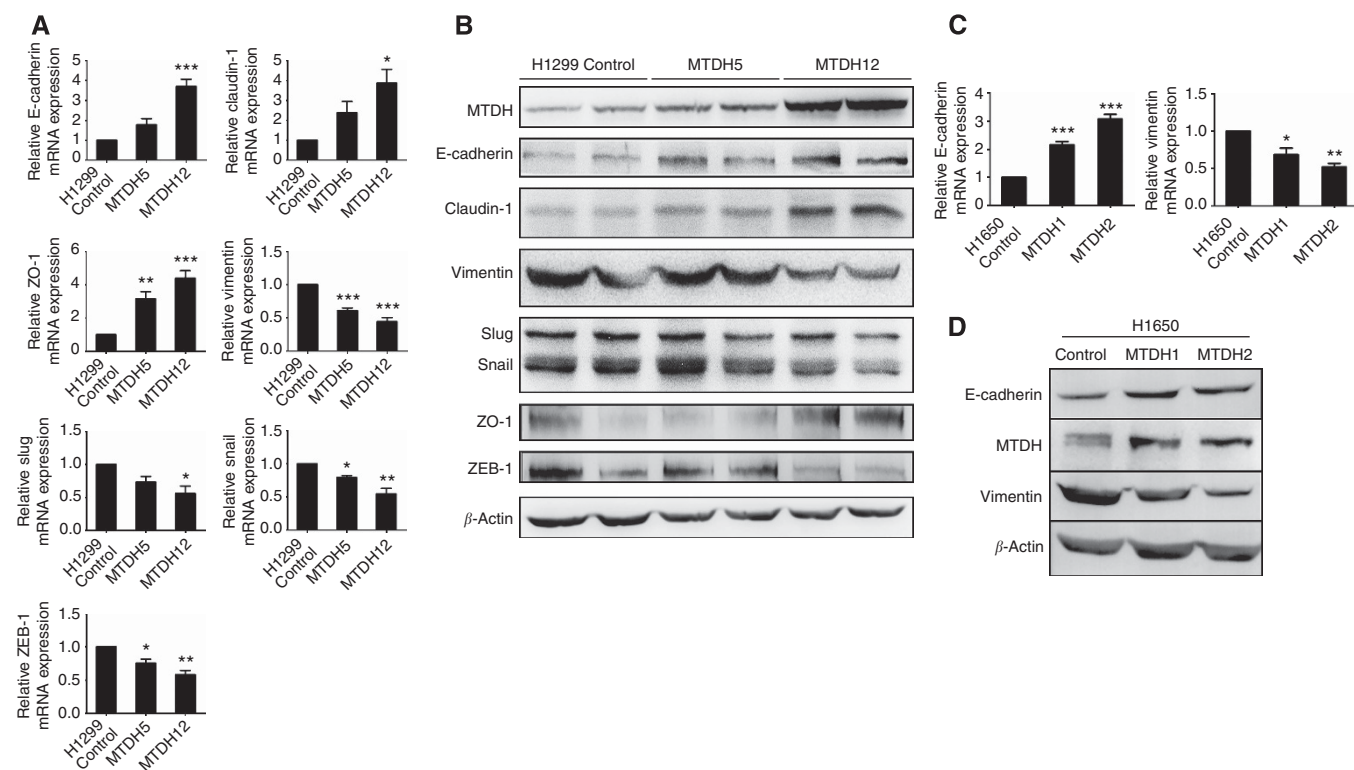 A
Relative E-cadherin
mRNA expression
5
4
3
2
1
0
***
H1299
Control
MTDH5
MTDH12
Relative claudin-1
mRNA expression
5
4
3
2
1
0
*
H1299
Control
MTDH5
MTDH12
Relative ZO-1
mRNA expression
6
4
2
0
**
***
H1299
Control
MTDH5
MTDH12
Relative vimentin
mRNA expression
1.5
1.0
0.5
0.0
***
***
H1299
Control
MTDH5
MTDH12
Relative slug
mRNA expression
1.5
1.0
0.5
0.0
*
H1299
Control
MTDH5
MTDH12
Relative snail
mRNA expression
1.5
1.0
0.5
0.0
*
**
H1299
Control
MTDH5
MTDH12
Relative ZEB-1
mRNA expression
1.5
1.0
0.5
0.0
*
**
H1299
Control
MTDH5
MTDH12
B
H1299 Control MTDH5 MTDH12
MTDH
E-cadherin
Claudin-1
Vimentin
Slug
Snail
ZO-1
ZEB-1
β-Actin
C
Relative E-cadherin
mRNA expression
4
3
2
1
0
***
***
H1650
Control
MTDH1
MTDH2
Relative vimentin
mRNA expression
1.5
1.0
0.5
0.0
*
**
H1650
Control
MTDH1
MTDH2
D
H1650
Control MTDH1 MTDH2
E-cadherin
MTDH
Vimentin
β-Actin